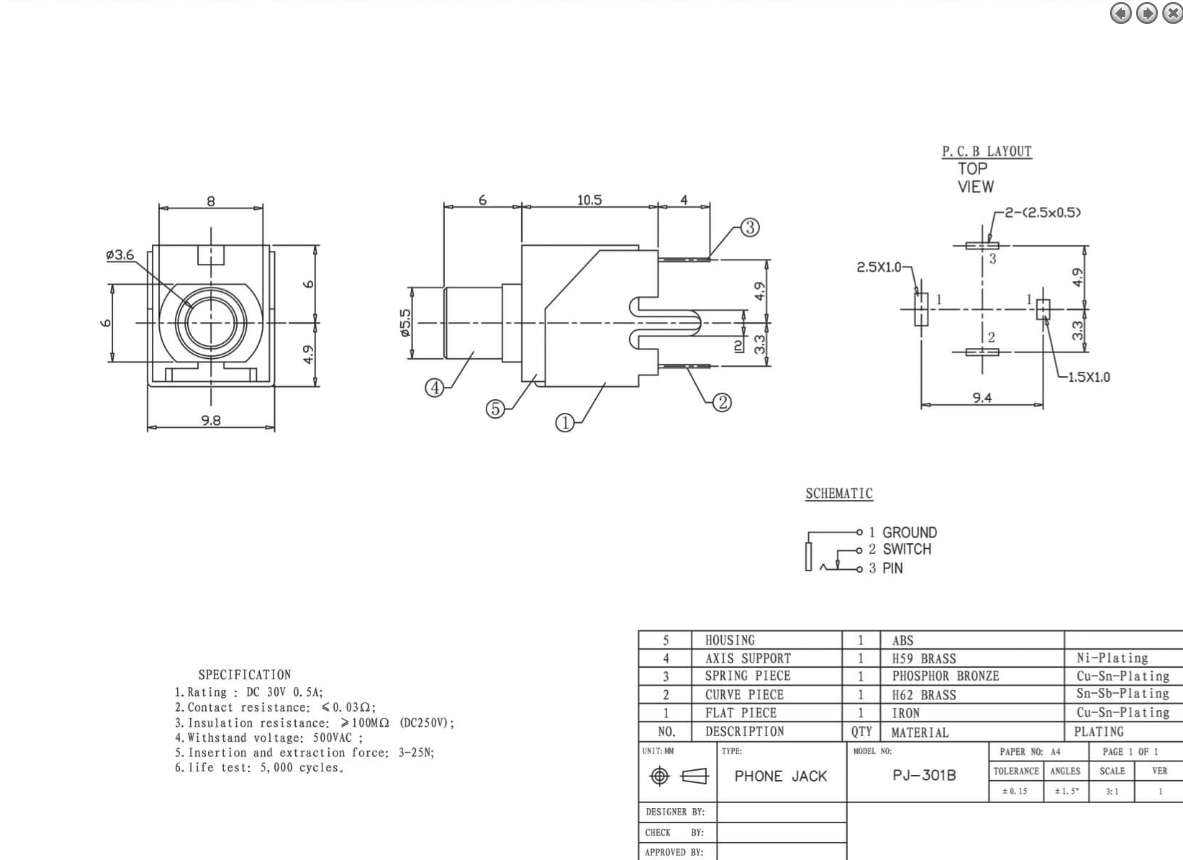 P.C.B LAYOUT
TOP
VIEW
2-(2.5x0.5)
3
4.9
2.5X1.0
1
1
2
3.3
1.5X1.0
9.4
8
ø3.6
6
6
4.9
9.8
6
10.5
4
3
ø5.5
4.9
2
3.3
4
5
1
2
SCHEMATIC
1 GROUND
2 SWITCH
3 PIN
SPECIFICATION
1.Rating : DC 30V 0.5A;
2.Contact resistance: ≤0.03Ω;
3.Insulation resistance: ≥100MΩ (DC250V);
4.Withstand voltage: 500VAC ;
5.Insertion and extraction force: 3-25N;
6.life test: 5,000 cycles。
5 HOUSING 1 ABS
4 AXIS SUPPORT 1 H59 BRASS Ni-Plating
3 SPRING PIECE 1 PHOSPHOR BRONZE Cu-Sn-Plating
2 CURVE PIECE 1 H62 BRASS Sn-Sb-Plating
1 FLAT PIECE 1 IRON Cu-Sn-Plating
NO. DESCRIPTION QTY MATERIAL PLATING
UNIT:MM TYPE: MODEL NO: PAPER NO: A4 PAGE 1 OF 1
PHONE JACK PJ-301B
TOLERANCE ANGLES SCALE VER
±0.15 ±1.5° 3:1 1
DESIGNER BY:
CHECK BY:
APPROVED BY: